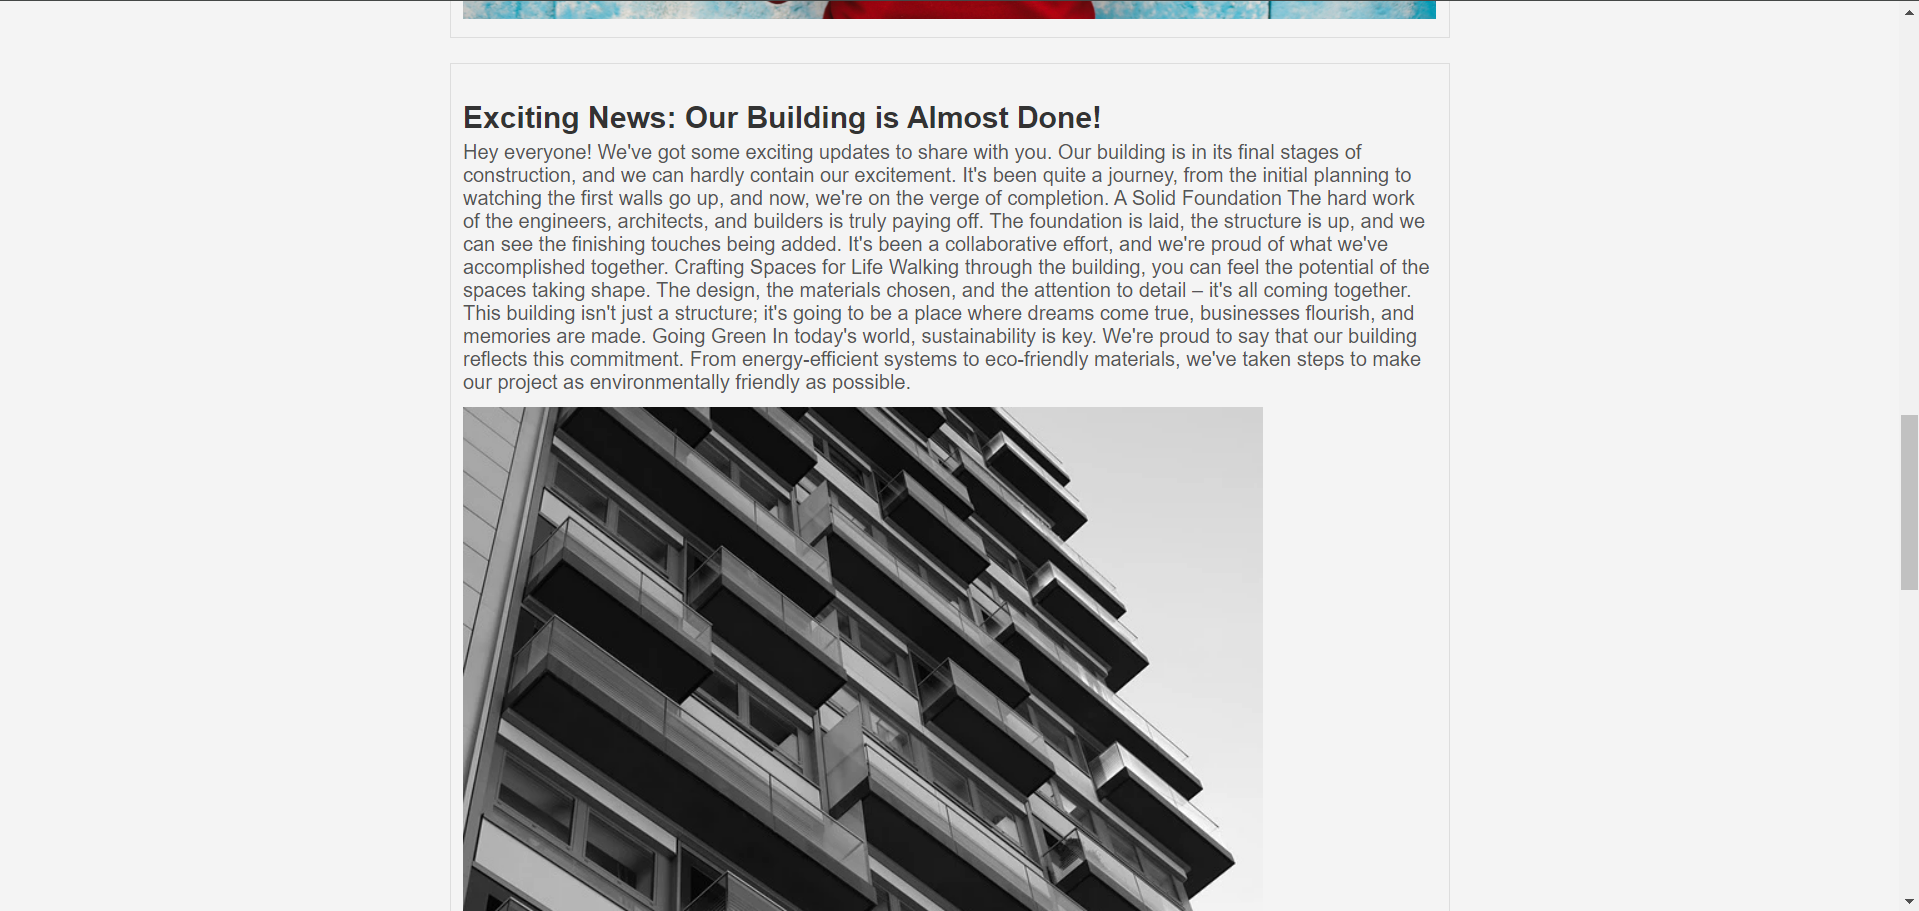 Exciting News: Our Building is Almost Done!
Hey everyone! We've got some exciting updates to share with you. Our building is in its final stages of
construction, and we can hardly contain our excitement. It's been quite a journey, from the initial planning to
watching the first walls go up, and now, we're on the verge of completion. A Solid Foundation The hard work
of the engineers, architects, and builders is truly paying off. The foundation is laid, the structure is up, and we
can see the finishing touches being added. It's been a collaborative effort, and we're proud of what we've
accomplished together. Crafting Spaces for Life Walking through the building, you can feel the potential of the
spaces taking shape. The design, the materials chosen, and the attention to detail – it's all coming together.
This building isn't just a structure; it's going to be a place where dreams come true, businesses flourish, and
memories are made. Going Green In today's world, sustainability is key. We're proud to say that our building
reflects this commitment. From energy-efficient systems to eco-friendly materials, we've taken steps to make
our project as environmentally friendly as possible.